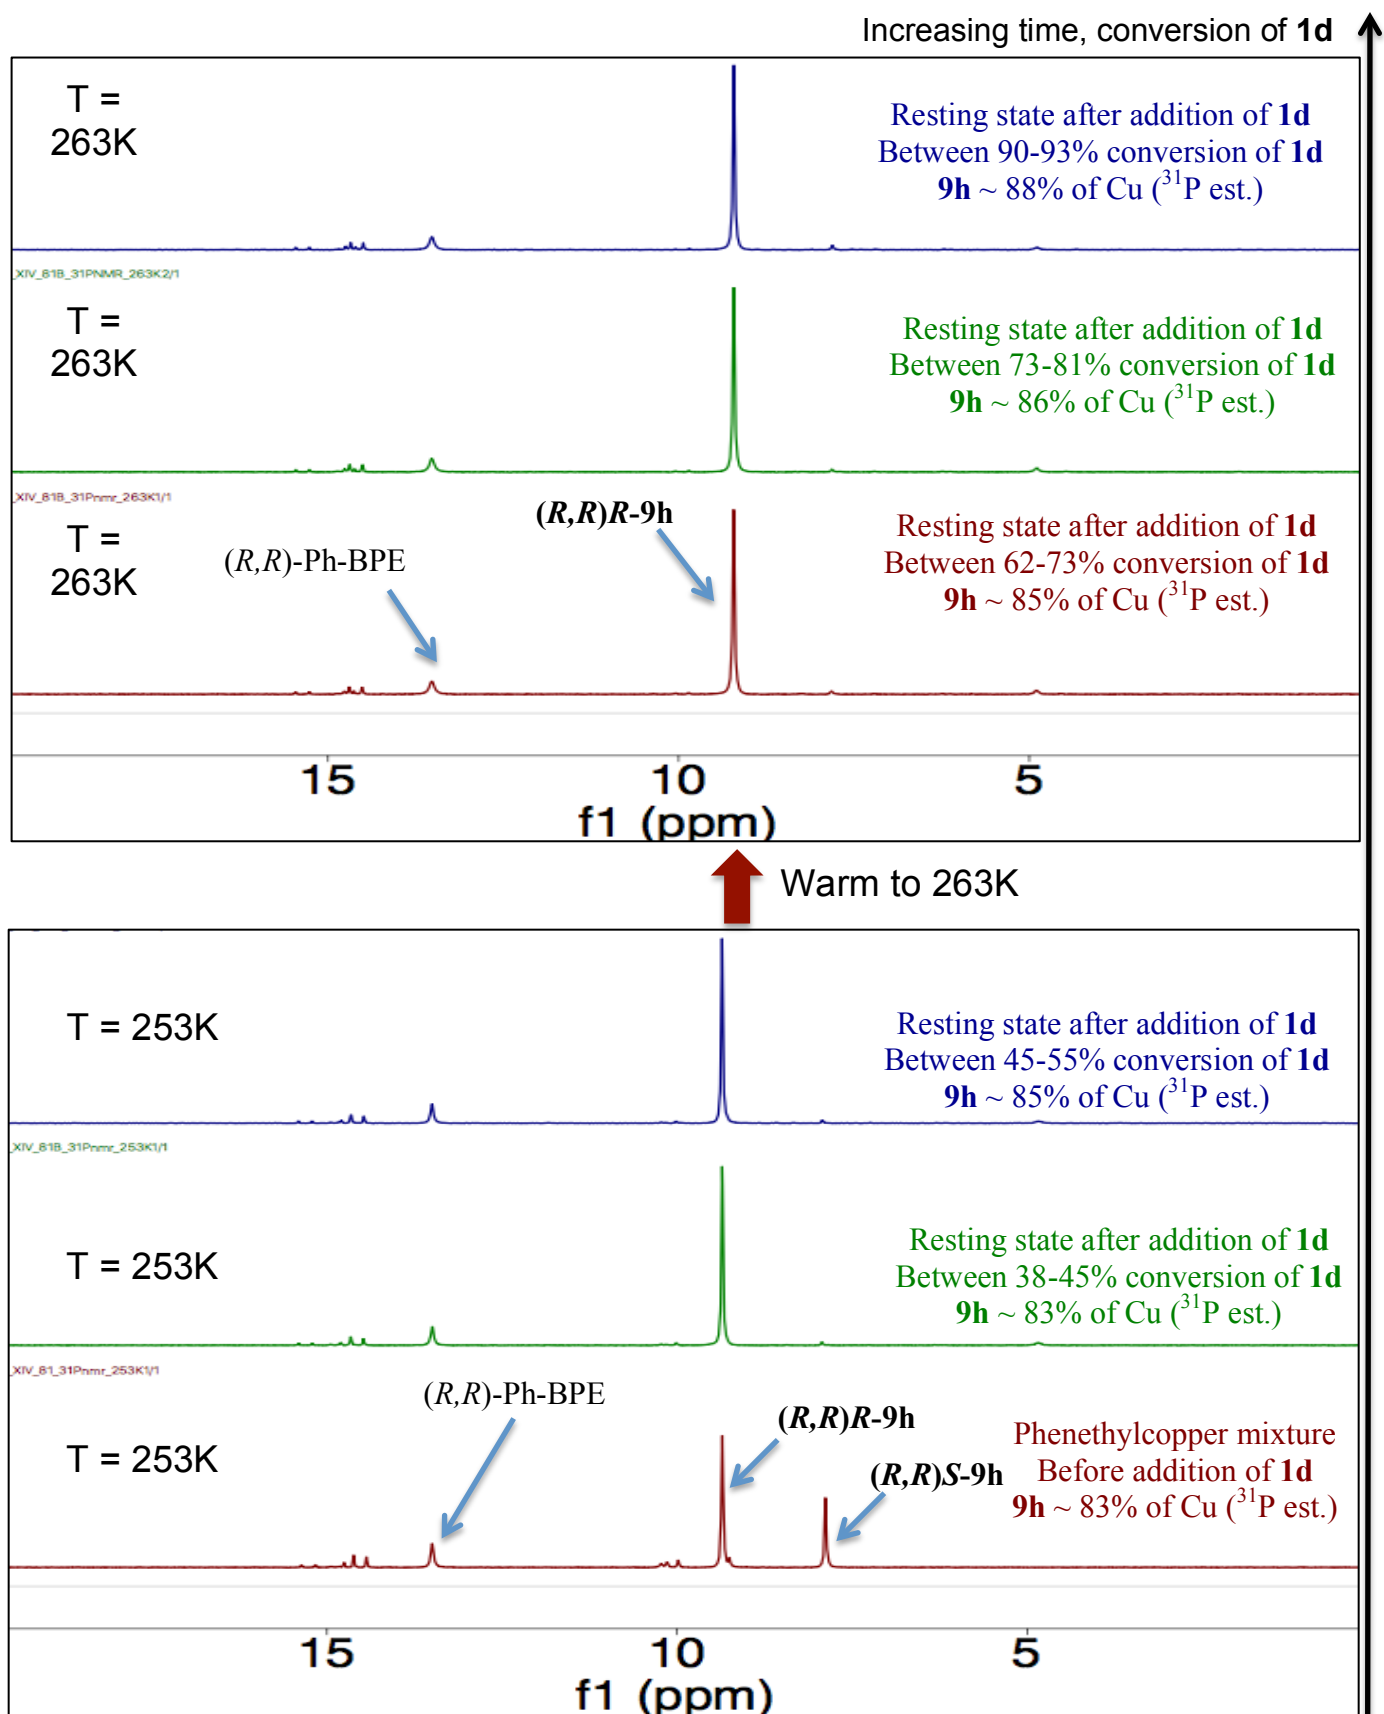 Increasing time, conversion of 1d
T =
263K
Resting state after addition of 1d
Between 90-93% conversion of 1d
9h ~ 88% of Cu (³¹P est.)
_XIV_81B_31PNMR_263K2/1
T =
263K
Resting state after addition of 1d
Between 73-81% conversion of 1d
9h ~ 86% of Cu (³¹P est.)
_XIV_81B_31Pnmr_263K1/1
T =
263K
(R,R)-Ph-BPE
(R,R)R-9h
Resting state after addition of 1d
Between 62-73% conversion of 1d
9h ~ 85% of Cu (³¹P est.)
15 10 5
f1 (ppm)
Warm to 263K
T = 253K
Resting state after addition of 1d
Between 45-55% conversion of 1d
9h ~ 85% of Cu (³¹P est.)
_XIV_81B_31Pnmr_253K1/1
T = 253K
Resting state after addition of 1d
Between 38-45% conversion of 1d
9h ~ 83% of Cu (³¹P est.)
_XIV_81_31Pnmr_253K1/1
T = 253K
(R,R)-Ph-BPE
(R,R)R-9h
(R,R)S-9h
Phenethylcopper mixture
Before addition of 1d
9h ~ 83% of Cu (³¹P est.)
15 10 5
f1 (ppm)